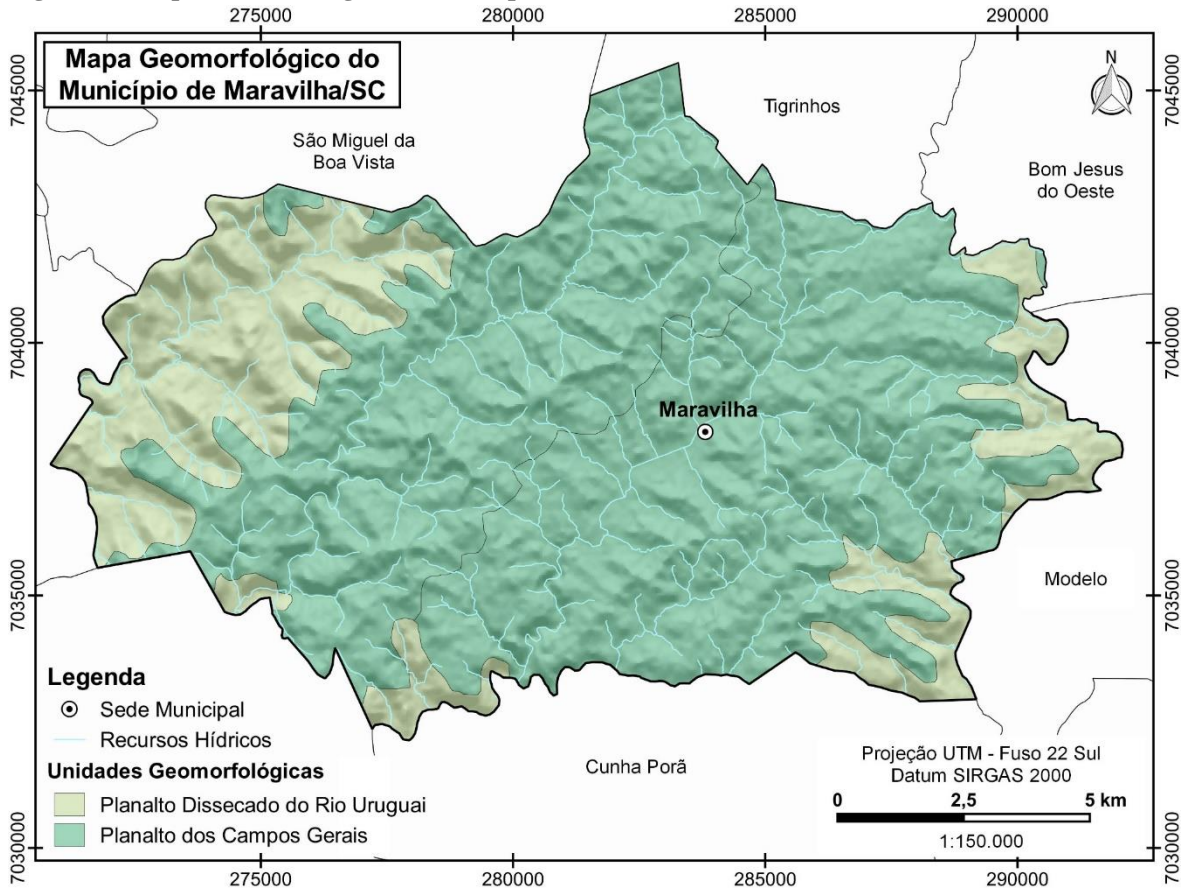 275000 280000 285000 290000
Mapa Geomorfológico do
Município de Maravilha/SC
N
7045000 7045000
Tigrinhos
São Miguel da
Boa Vista
Bom Jesus
do Oeste
7040000 7040000
Maravilha
7035000 7035000
Modelo
Legenda
Sede Municipal
Recursos Hídricos
Unidades Geomorfológicas
Planalto Dissecado do Rio Uruguai
Planalto dos Campos Gerais
Cunha Porã
Projeção UTM - Fuso 22 Sul
Datum SIRGAS 2000
0 2,5 5 km
1:150.000
7030000 7030000
275000 280000 285000 290000